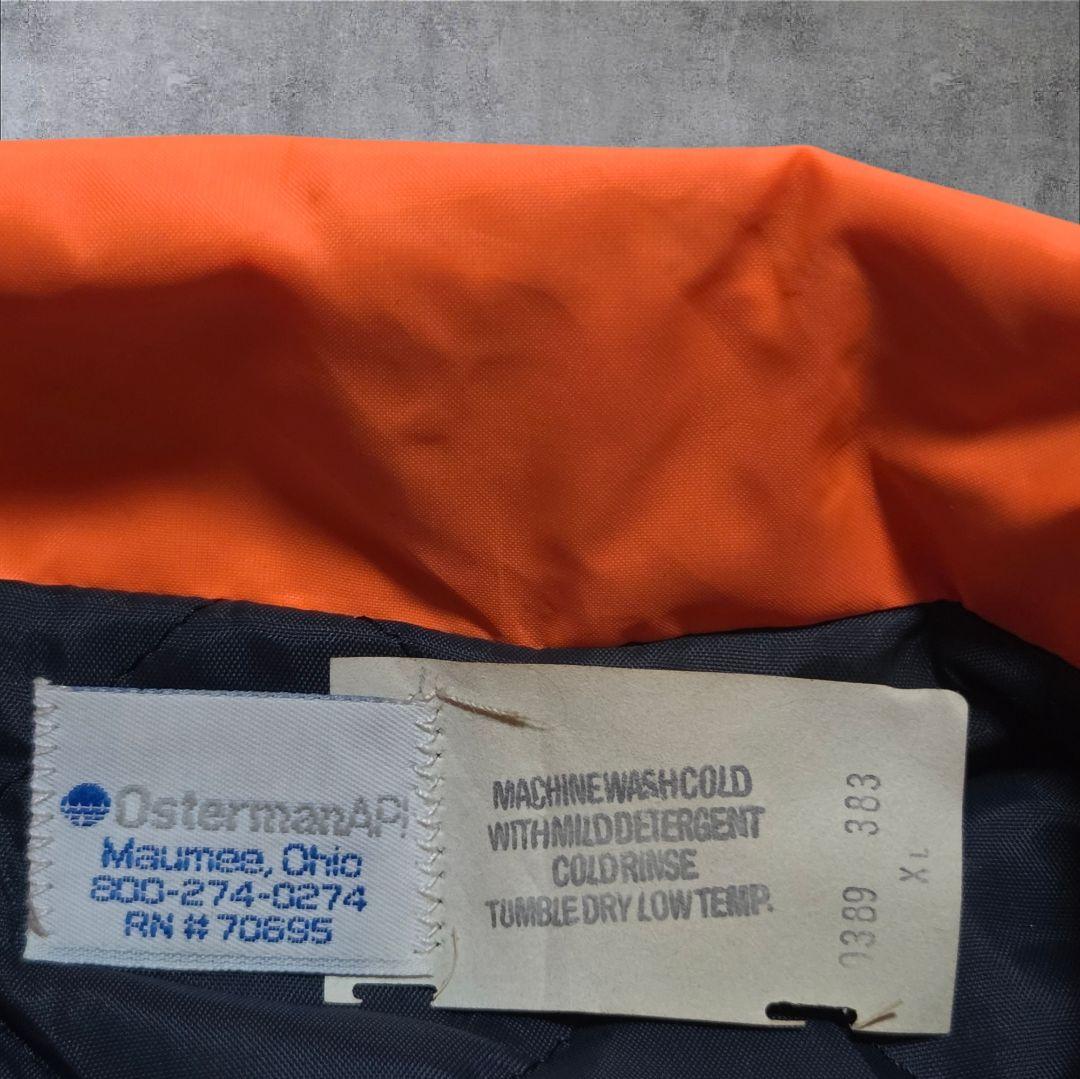 OstermanAPI
Maumee, Ohio
800-274-0274
RN # 70695
MACHINE WASH COLD
WITH MILD DETERGENT
COLD RINSE
TUMBLE DRY LOW TEMP.
0389 383
XL